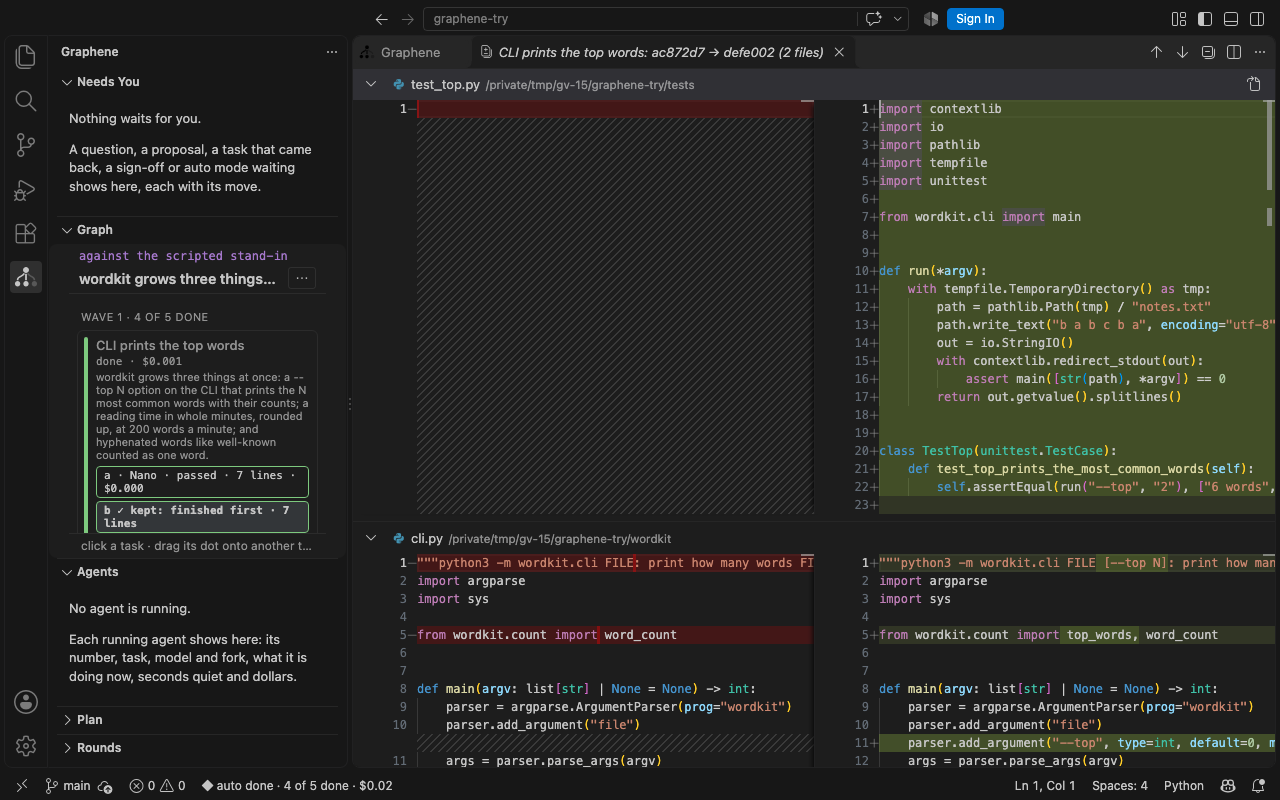 graphene-try
Sign In
Graphene
Needs You
Nothing waits for you.
A question, a proposal, a task that came
back, a sign-off or auto mode waiting
shows here, each with its move.
Graph
against the scripted stand-in
wordkit grows three things...
WAVE 1 · 4 OF 5 DONE
CLI prints the top words
done · $0.001
wordkit grows three things at once: a --
top N option on the CLI that prints the N
most common words with their counts; a
reading time in whole minutes, rounded
up, at 200 words a minute; and
hyphenated words like well-known
counted as one word.
a · Nano · passed · 7 lines ·
$0.000
b ✓ kept: finished first · 7
lines
click a task · drag its dot onto another t...
Agents
No agent is running.
Each running agent shows here: its
number, task, model and fork, what it is
doing now, seconds quiet and dollars.
Plan
Rounds
Graphene
CLI prints the top words: ac872d7 → defe002 (2 files)
test_top.py /private/tmp/gv-15/graphene-try/tests
1−
1+ import contextlib
2+ import io
3+ import pathlib
4+ import tempfile
5+ import unittest
6+
7+ from wordkit.cli import main
8+
9+
10+ def run(*argv):
11+     with tempfile.TemporaryDirectory() as tmp:
12+         path = pathlib.Path(tmp) / "notes.txt"
13+         path.write_text("b a b c b a", encoding="utf-8"
14+         out = io.StringIO()
15+         with contextlib.redirect_stdout(out):
16+             assert main([str(path), *argv]) == 0
17+         return out.getvalue().splitlines()
18+
19+
20+ class TestTop(unittest.TestCase):
21+     def test_top_prints_the_most_common_words(self):
22+         self.assertEqual(run("--top", "2"), ["6 words",
23+
cli.py /private/tmp/gv-15/graphene-try/wordkit
1− """python3 -m wordkit.cli FILE: print how many words FI
2 import argparse
3 import sys
4
5− from wordkit.count import word_count
6
7
8 def main(argv: list[str] | None = None) -> int:
9     parser = argparse.ArgumentParser(prog="wordkit")
10     parser.add_argument("file")
11     args = parser.parse_args(argv)
1+ """python3 -m wordkit.cli FILE [--top N]: print how man
2 import argparse
3 import sys
4
5+ from wordkit.count import top_words, word_count
6
7
8 def main(argv: list[str] | None = None) -> int:
9     parser = argparse.ArgumentParser(prog="wordkit")
10     parser.add_argument("file")
11+     parser.add_argument("--top", type=int, default=0, m
12     args = parser.parse_args(argv)
main
0
0
auto done · 4 of 5 done · $0.02
Ln 1, Col 1
Spaces: 4
Python